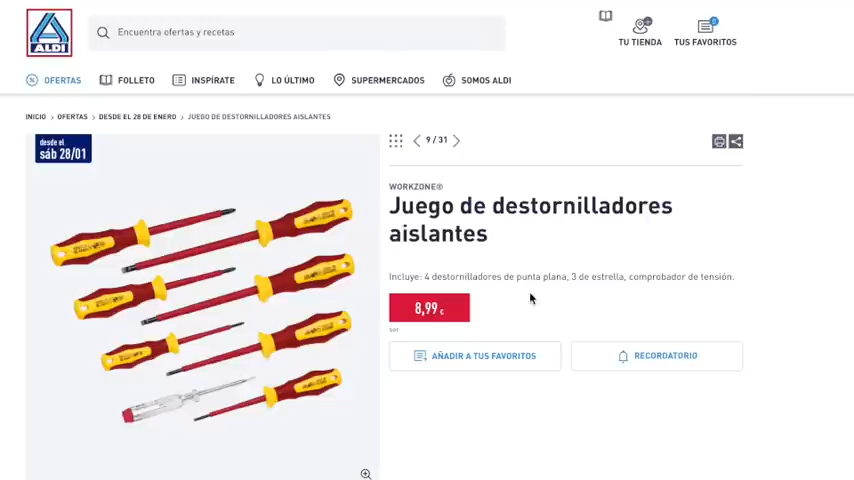 ALDI
Encuentra ofertas y recetas
TU TIENDA
0
TUS FAVORITOS
% OFERTAS
FOLLETO
INSPÍRATE
LO ÚLTIMO
SUPERMERCADOS
SOMOS ALDI
INICIO > OFERTAS > DESDE EL 28 DE ENERO > JUEGO DE DESTORNILLADORES AISLANTES
desde el
sáb 28/01
9 / 31
WORKZONE®
Juego de destornilladores
aislantes
Incluye: 4 destornilladores de punta plana, 3 de estrella, comprobador de tensión.
8,99 €
set
AÑADIR A TUS FAVORITOS
RECORDATORIO